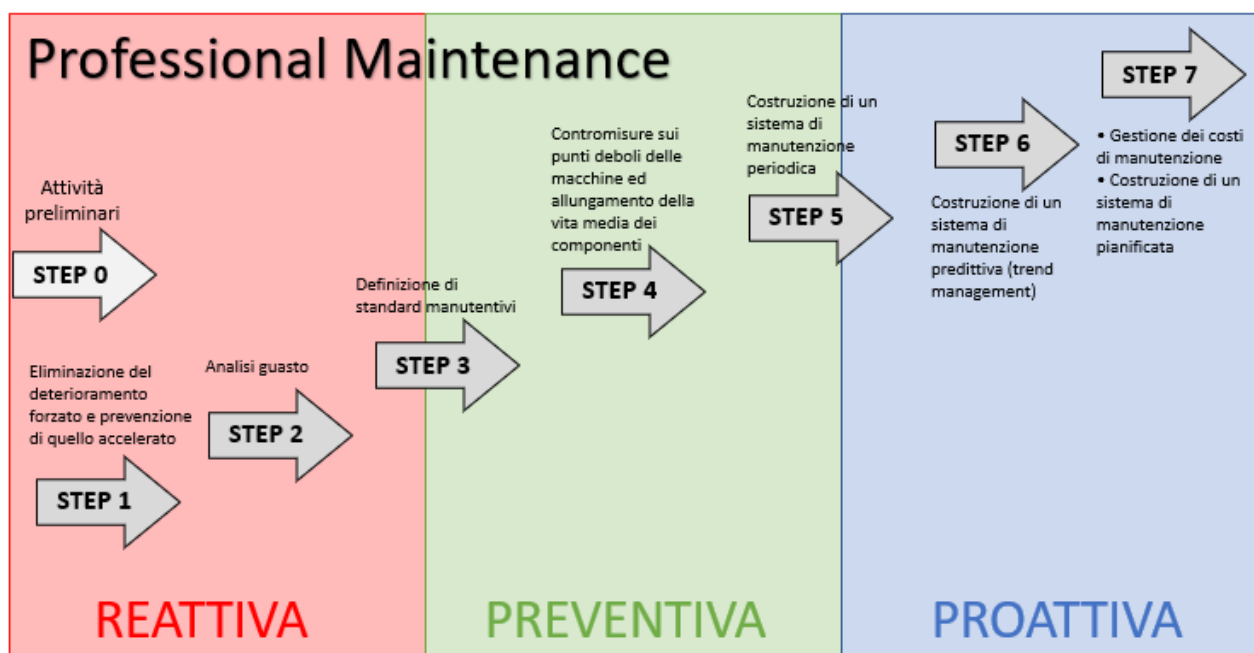 Professional Maintenance
Attività
preliminari
STEP 0
Eliminazione del
deterioramento
forzato e prevenzione
di quello accelerato
STEP 1
Analisi guasto
STEP 2
Definizione di
standard manutentivi
STEP 3
Contromisure sui
punti deboli delle
macchine ed
allungamento della
vita media dei
componenti
STEP 4
Costruzione di un
sistema di
manutenzione
periodica
STEP 5
STEP 6
Costruzione di un
sistema di
manutenzione
predittiva (trend
management)
STEP 7
• Gestione dei costi
di manutenzione
• Costruzione di un
sistema di
manutenzione
pianificata
REATTIVA
PREVENTIVA
PROATTIVA